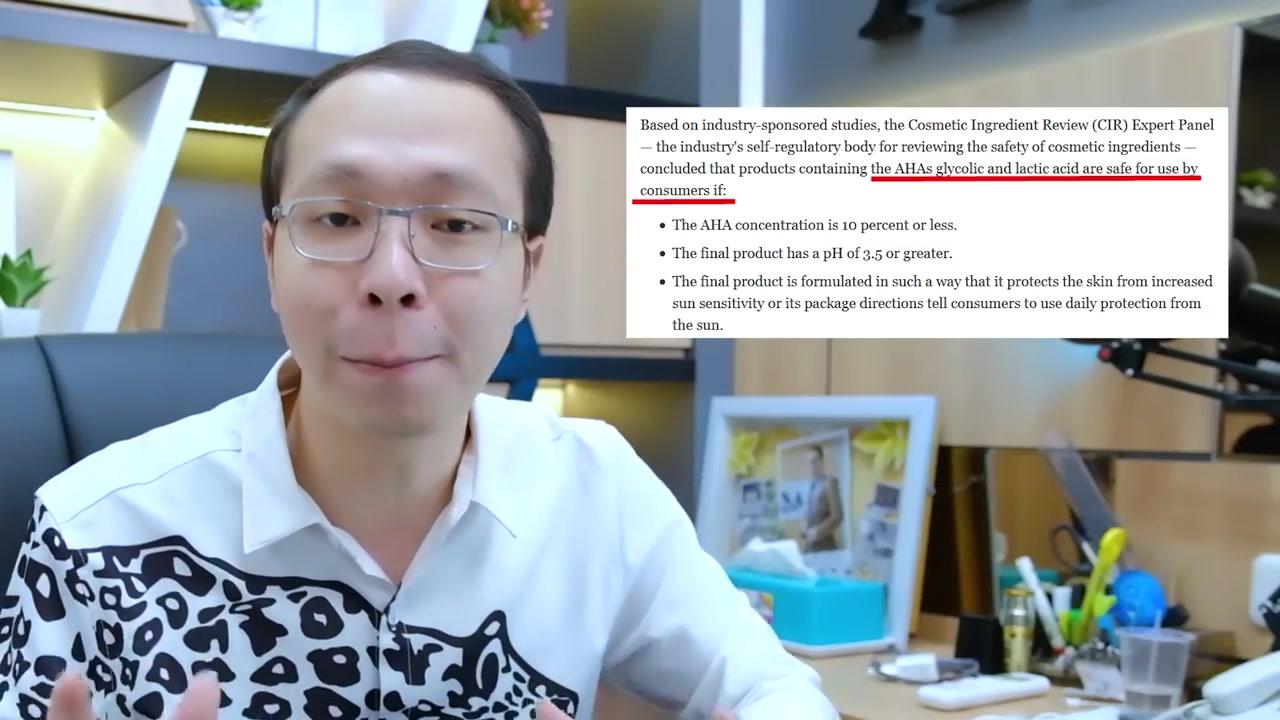 Based on industry-sponsored studies, the Cosmetic Ingredient Review (CIR) Expert Panel
— the industry's self-regulatory body for reviewing the safety of cosmetic ingredients —
concluded that products containing the AHAs glycolic and lactic acid are safe for use by
consumers if:
• The AHA concentration is 10 percent or less.
• The final product has a pH of 3.5 or greater.
• The final product is formulated in such a way that it protects the skin from increased
sun sensitivity or its package directions tell consumers to use daily protection from
the sun.